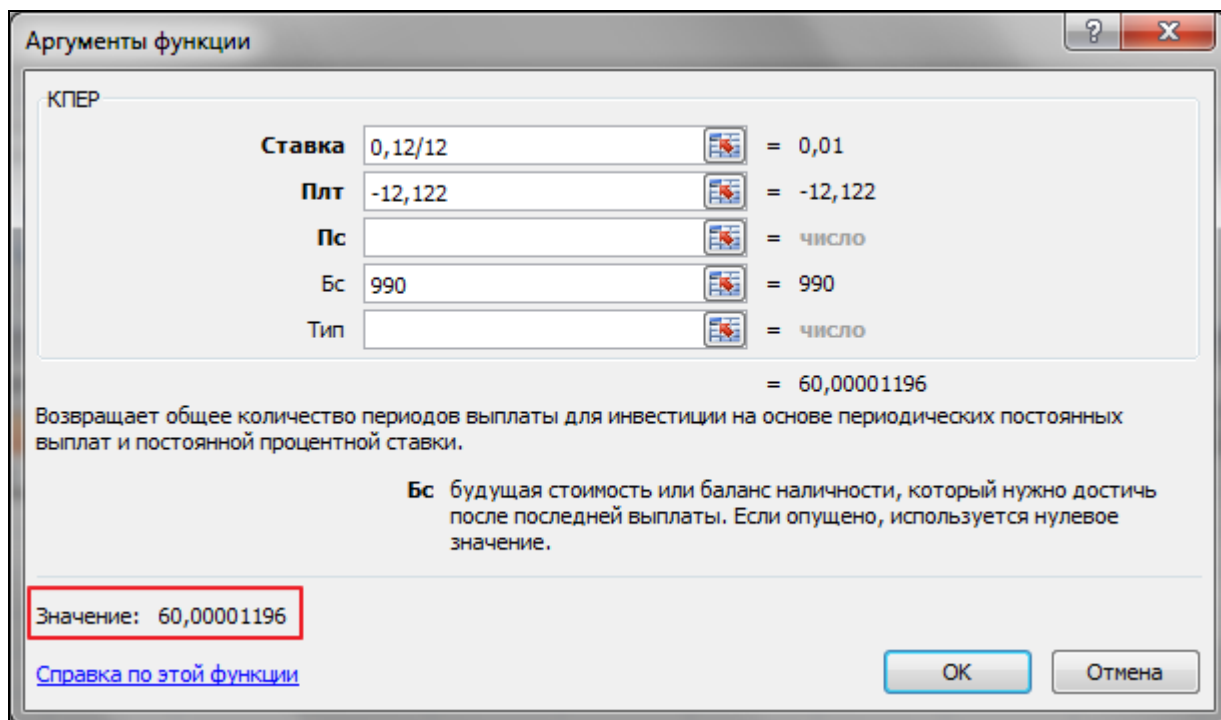 Аргументы функции
КПЕР
Ставка 0,12/12 = 0,01
Плт -12,122 = -12,122
Пс = число
Бс 990 = 990
Тип = число
= 60,00001196
Возвращает общее количество периодов выплаты для инвестиции на основе периодических постоянных
выплат и постоянной процентной ставки.
Бс будущая стоимость или баланс наличности, который нужно достичь
после последней выплаты. Если опущено, используется нулевое
значение.
Значение: 60,00001196
Справка по этой функции
ОК Отмена